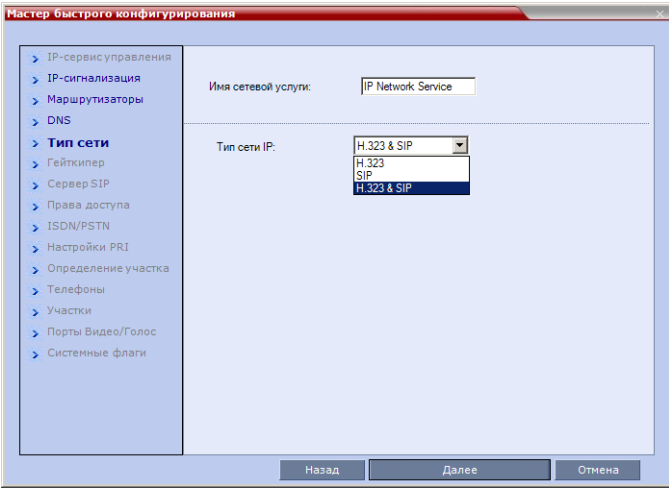 Мастер быстрого конфигурирования
IP-сервис управления
IP-сигнализация
Маршрутизаторы
DNS
Тип сети
Гейткипер
Сервер SIP
Права доступа
ISDN/PSTN
Настройки PRI
Определение участка
Телефоны
Участки
Порты Видео/Голос
Системные флаги
Имя сетевой услуги: IP Network Service
Тип сети IP: H.323 & SIP
H.323
SIP
H.323 & SIP
Назад Далее Отмена